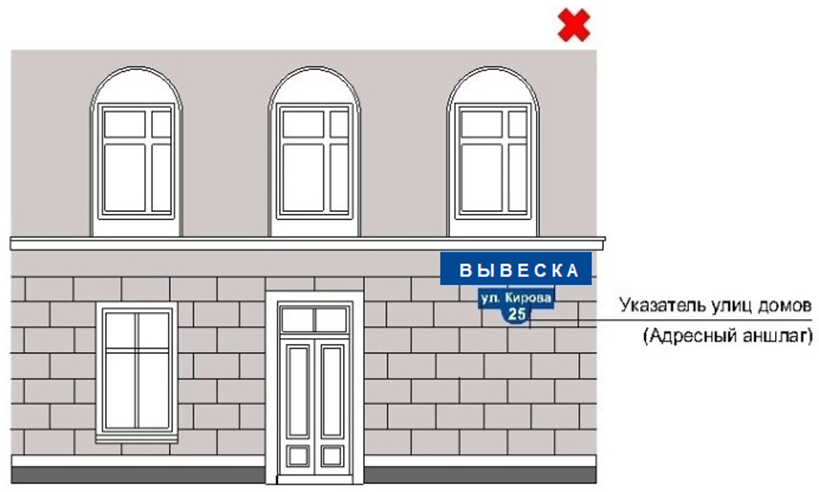 ВЫВЕСКА
ул. Кирова
25
Указатель улиц домов
(Адресный аншлаг)